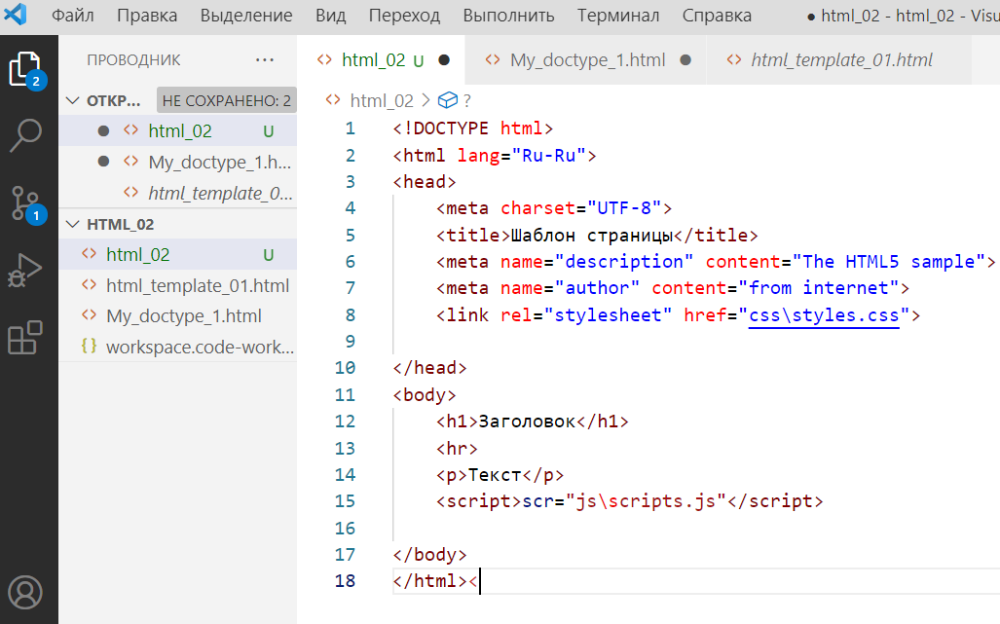 Файл Правка Выделение Вид Переход Выполнить Терминал Справка ● html_02 - html_02 - Visu
ПРОВОДНИК ···
ОТКР... НЕ СОХРАНЕНО: 2
● <> html_02 U
● <> My_doctype_1.h...
<> html_template_0...
HTML_02
<> html_02 U
<> html_template_01.html
<> My_doctype_1.html
{} workspace.code-work...
2
1
<> html_02 U ● <> My_doctype_1.html ● <> html_template_01.html
<> html_02 > ?
1 <!DOCTYPE html>
2 <html lang="Ru-Ru">
3 <head>
4 <meta charset="UTF-8">
5 <title>Шаблон страницы</title>
6 <meta name="description" content="The HTML5 sample">
7 <meta name="author" content="from internet">
8 <link rel="stylesheet" href="css\styles.css">
9
10 </head>
11 <body>
12 <h1>Заголовок</h1>
13 <hr>
14 <p>Текст</p>
15 <script>scr="js\scripts.js"</script>
16
17 </body>
18 </html><